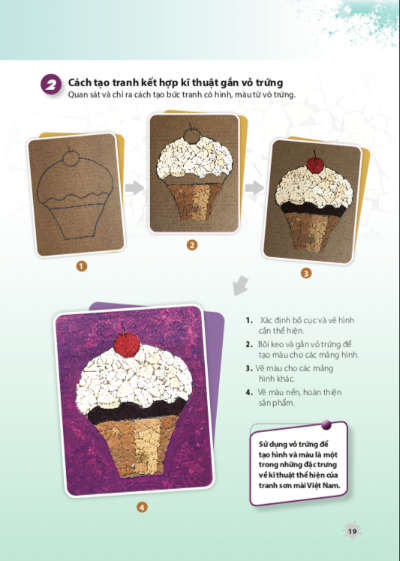 2 Cách tạo tranh kết hợp kĩ thuật gắn vỏ trứng
Quan sát và chỉ ra cách tạo bức tranh có hình, màu từ vỏ trứng.
1
2
3
1. Xác định bố cục và vẽ hình
cần thể hiện.
2. Bôi keo và gắn vỏ trứng để
tạo màu cho các mảng hình.
3. Vẽ màu cho các mảng
hình khác.
4. Vẽ màu nền, hoàn thiện
sản phẩm.
Sử dụng vỏ trứng để
tạo hình và màu là một
trong những đặc trưng
về kĩ thuật thể hiện của
tranh sơn mài Việt Nam.
4
19